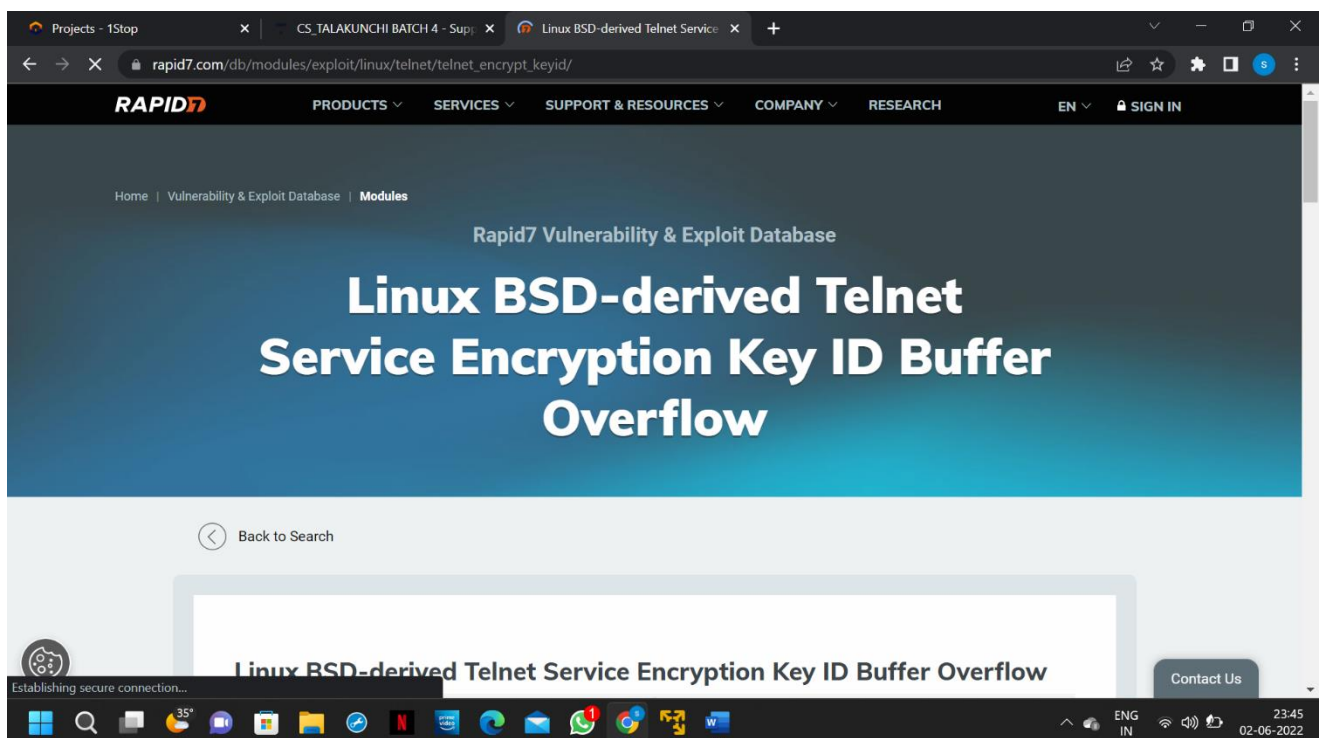 Projects - 1Stop
CS_TALAKUNCHI BATCH 4 - Supp
Linux BSD-derived Telnet Service
rapid7.com/db/modules/exploit/linux/telnet/telnet_encrypt_keyid/
S
RAPID7
PRODUCTS
SERVICES
SUPPORT & RESOURCES
COMPANY
RESEARCH
EN
SIGN IN
Home | Vulnerability & Exploit Database | Modules
Rapid7 Vulnerability & Exploit Database
Linux BSD-derived Telnet
Service Encryption Key ID Buffer
Overflow
Back to Search
Linux BSD-derived Telnet Service Encryption Key ID Buffer Overflow
Contact Us
Establishing secure connection...
35°
N
prime video
1
W
ENG
IN
23:45
02-06-2022